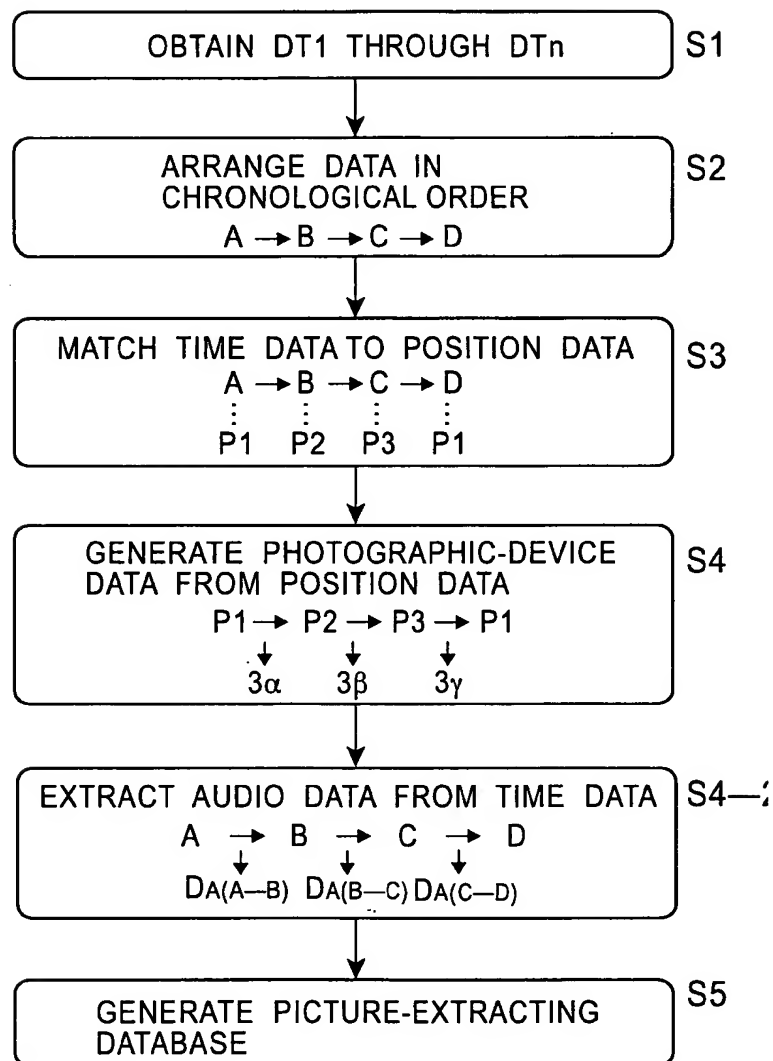 OBTAIN DT1 THROUGH DTn
S1
ARRANGE DATA IN
CHRONOLOGICAL ORDER
A → B → C → D
S2
MATCH TIME DATA TO POSITION DATA
A → B → C → D
P1 P2 P3 P1
S3
GENERATE PHOTOGRAPHIC-DEVICE
DATA FROM POSITION DATA
P1 → P2 → P3 → P1
3α 3β 3γ
S4
EXTRACT AUDIO DATA FROM TIME DATA
A → B → C → D
DA(A—B) DA(B—C) DA(C—D)
S4—
GENERATE PICTURE-EXTRACTING
DATABASE
S5